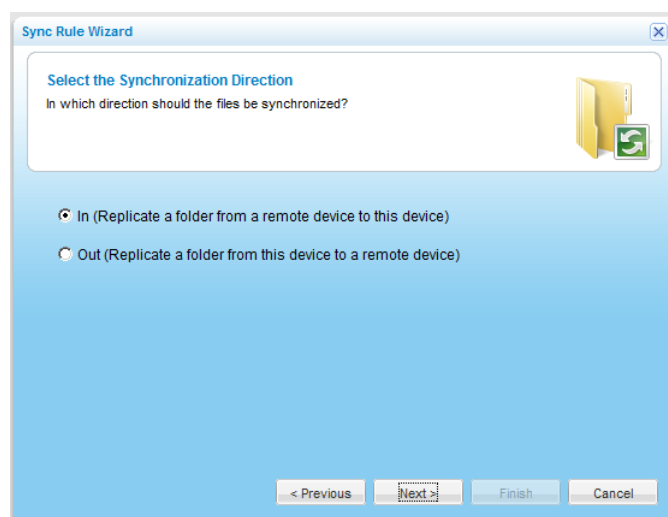 Sync Rule Wizard
Select the Synchronization Direction
In which direction should the files be synchronized?
In (Replicate a folder from a remote device to this device)
Out (Replicate a folder from this device to a remote device)
< Previous Next > Finish Cancel